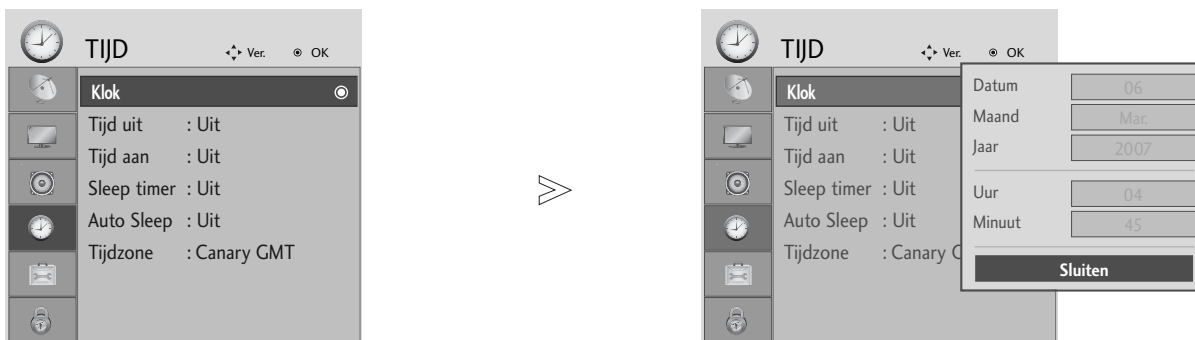 TIJD Ver. OK
Klok
Tijd uit : Uit
Tijd aan : Uit
Sleep timer : Uit
Auto Sleep : Uit
Tijdzone : Canary GMT
TIJD Ver. OK
Klok
Tijd uit : Uit
Tijd aan : Uit
Sleep timer : Uit
Auto Sleep : Uit
Tijdzone : Canary G
Datum 06
Maand Mar.
Jaar 2007
Uur 04
Minuut 45
Sluiten